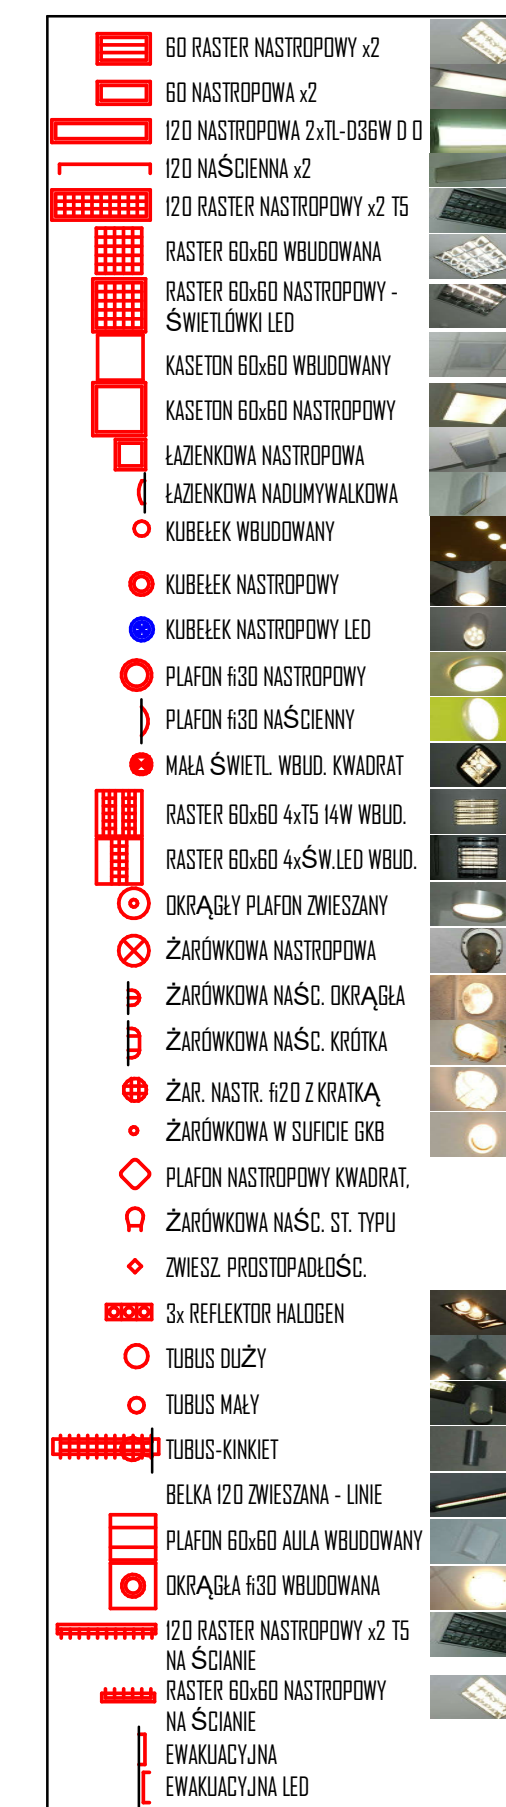 60 RASTER NASTROPOWY x2
60 NASTROPOWA x2
120 NASTROPOWA 2xTL-D36W D 0
120 NAŚCIENNA x2
120 RASTER NASTROPOWY x2 T5
RASTER 60x60 WBUDOWANA
RASTER 60x60 NASTROPOWY -
ŚWIETLÓWKI LED
KASETON 60x60 WBUDOWANY
KASETON 60x60 NASTROPOWY
ŁAZIENKOWA NASTROPOWA
ŁAZIENKOWA NADUMYWALKOWA
KUBEŁEK WBUDOWANY
KUBEŁEK NASTROPOWY
KUBEŁEK NASTROPOWY LED
PLAFON fi30 NASTROPOWY
PLAFON fi30 NAŚCIENNY
MAŁA ŚWIETL. WBUD. KWADRAT
RASTER 60x60 4xT5 14W WBUD.
RASTER 60x60 4xŚW.LED WBUD.
OKRĄGŁY PLAFON ZWIESZANY
ŻARÓWKOWA NASTROPOWA
ŻARÓWKOWA NAŚC. OKRĄGŁA
ŻARÓWKOWA NAŚC. KRÓTKA
ŻAR. NASTR. fi20 Z KRATKĄ
ŻARÓWKOWA W SUFICIE GKB
PLAFON NASTROPOWY KWADRAT,
ŻARÓWKOWA NAŚC. ST. TYPU
ZWIESZ. PROSTOPADŁOŚC.
3x REFLEKTOR HALOGEN
TUBUS DUŻY
TUBUS MAŁY
TUBUS-KINKIET
BELKA 120 ZWIESZANA - LINIE
PLAFON 60x60 AULA WBUDOWANY
OKRĄGŁA fi30 WBUDOWANA
120 RASTER NASTROPOWY x2 T5
NA ŚCIANIE
RASTER 60x60 NASTROPOWY
NA ŚCIANIE
EWAKUACYJNA
EWAKUACYJNA LED